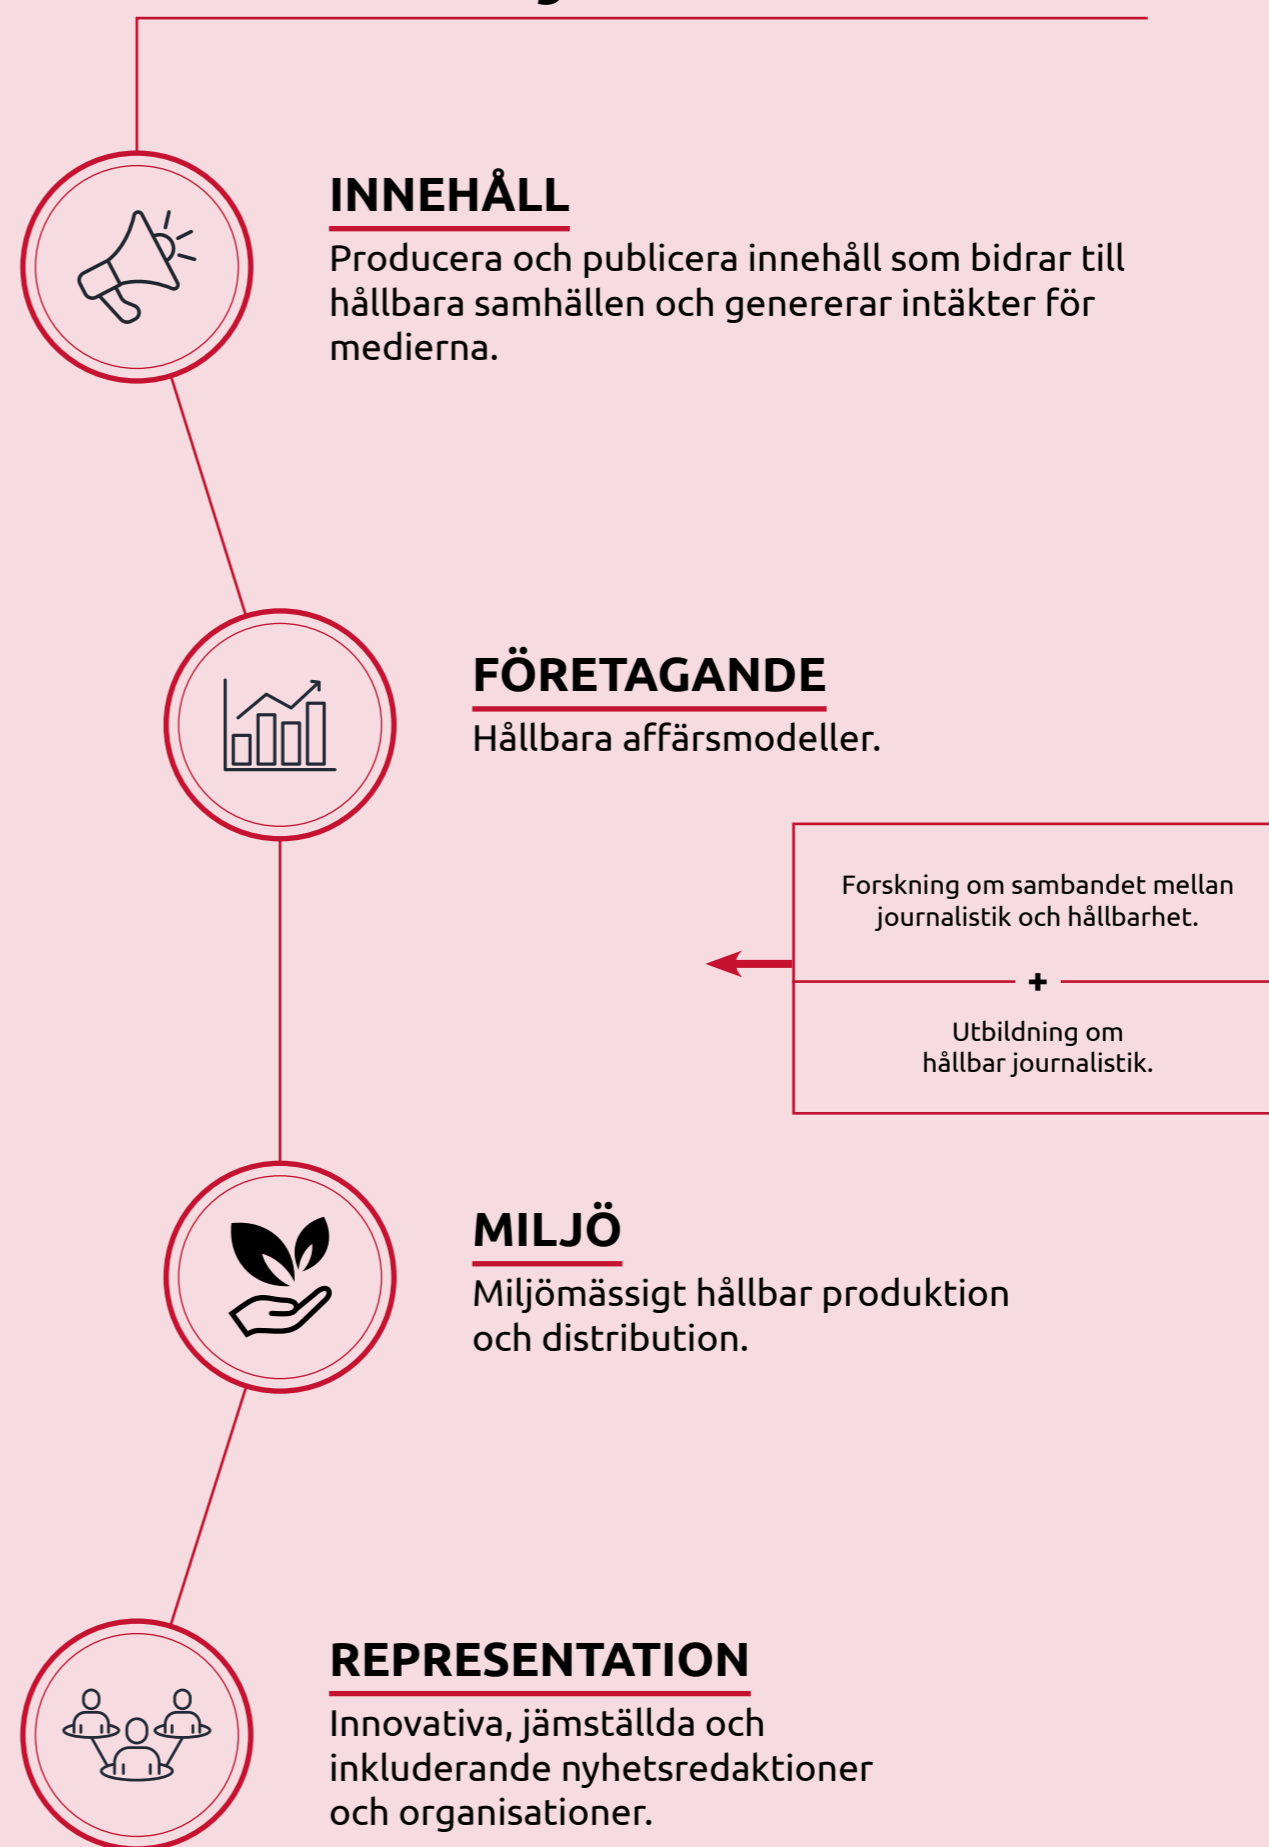 INNEHÅLL
Producera och publicera innehåll som bidrar till
hållbara samhällen och genererar intäkter för
medierna.
FÖRETAGANDE
Hållbara affärsmodeller.
Forskning om sambandet mellan
journalistik och hållbarhet.
+
Utbildning om
hållbar journalistik.
MILJÖ
Miljömässigt hållbar produktion
och distribution.
REPRESENTATION
Innovativa, jämställda och
inkluderande nyhetsredaktioner
och organisationer.